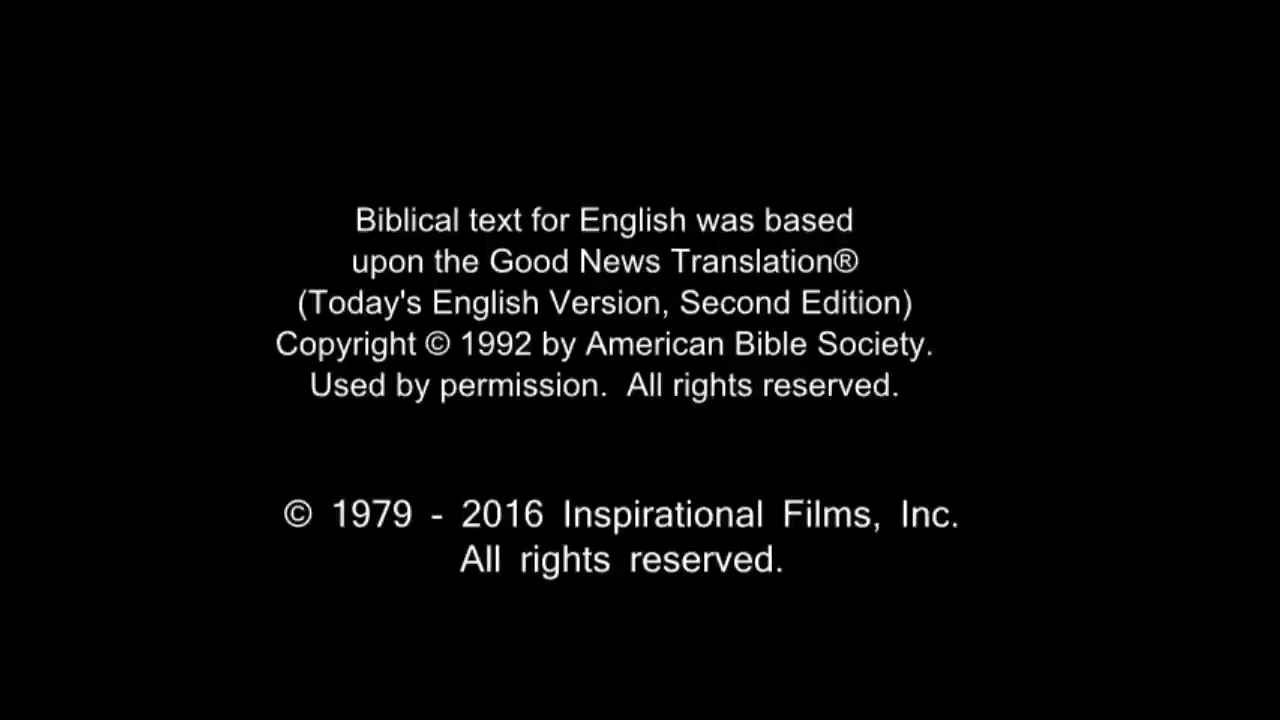 Biblical text for English was based
upon the Good News Translation®
(Today's English Version, Second Edition)
Copyright © 1992 by American Bible Society.
Used by permission.  All rights reserved.
© 1979 - 2016 Inspirational Films, Inc.
All rights reserved.